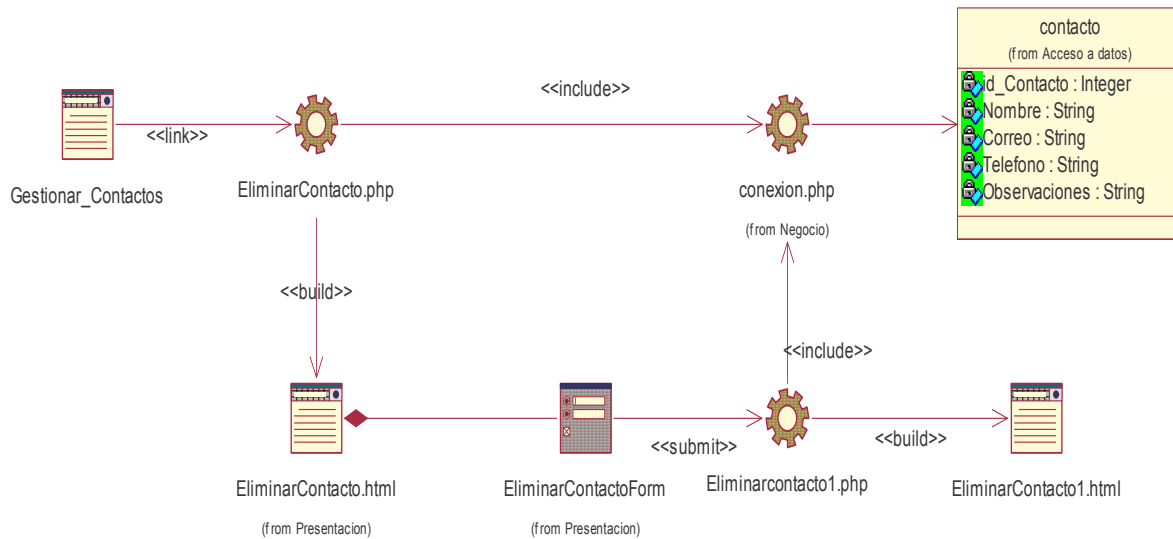 contacto
(from Acceso a datos)
id_Contacto : Integer
Nombre : String
Correo : String
Telefono : String
Observaciones : String
<<include>>
<<link>>
Gestionar_Contactos
EliminarContacto.php
conexion.php
(from Negocio)
<<build>>
<<include>>
<<submit>>
<<build>>
EliminarContacto.html
(from Presentacion)
EliminarContactoForm
(from Presentacion)
Eliminarcontacto1.php
EliminarContacto1.html